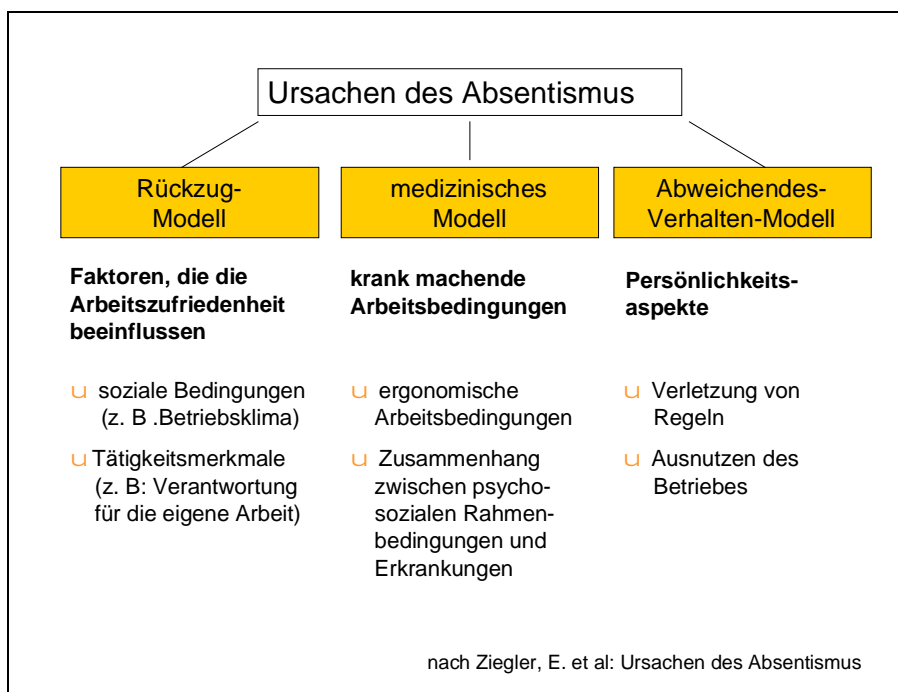 Ursachen des Absentismus
Rückzug-
Modell
medizinisches
Modell
Abweichendes-
Verhalten-Modell
Faktoren, die die
Arbeitszufriedenheit
beeinflussen
u soziale Bedingungen
(z. B .Betriebsklima)
u Tätigkeitsmerkmale
(z. B: Verantwortung
für die eigene Arbeit)
krank machende
Arbeitsbedingungen
u ergonomische
Arbeitsbedingungen
u Zusammenhang
zwischen psycho-
sozialen Rahmen-
bedingungen und
Erkrankungen
Persönlichkeits-
aspekte
u Verletzung von
Regeln
u Ausnutzen des
Betriebes
nach Ziegler, E. et al: Ursachen des Absentismus